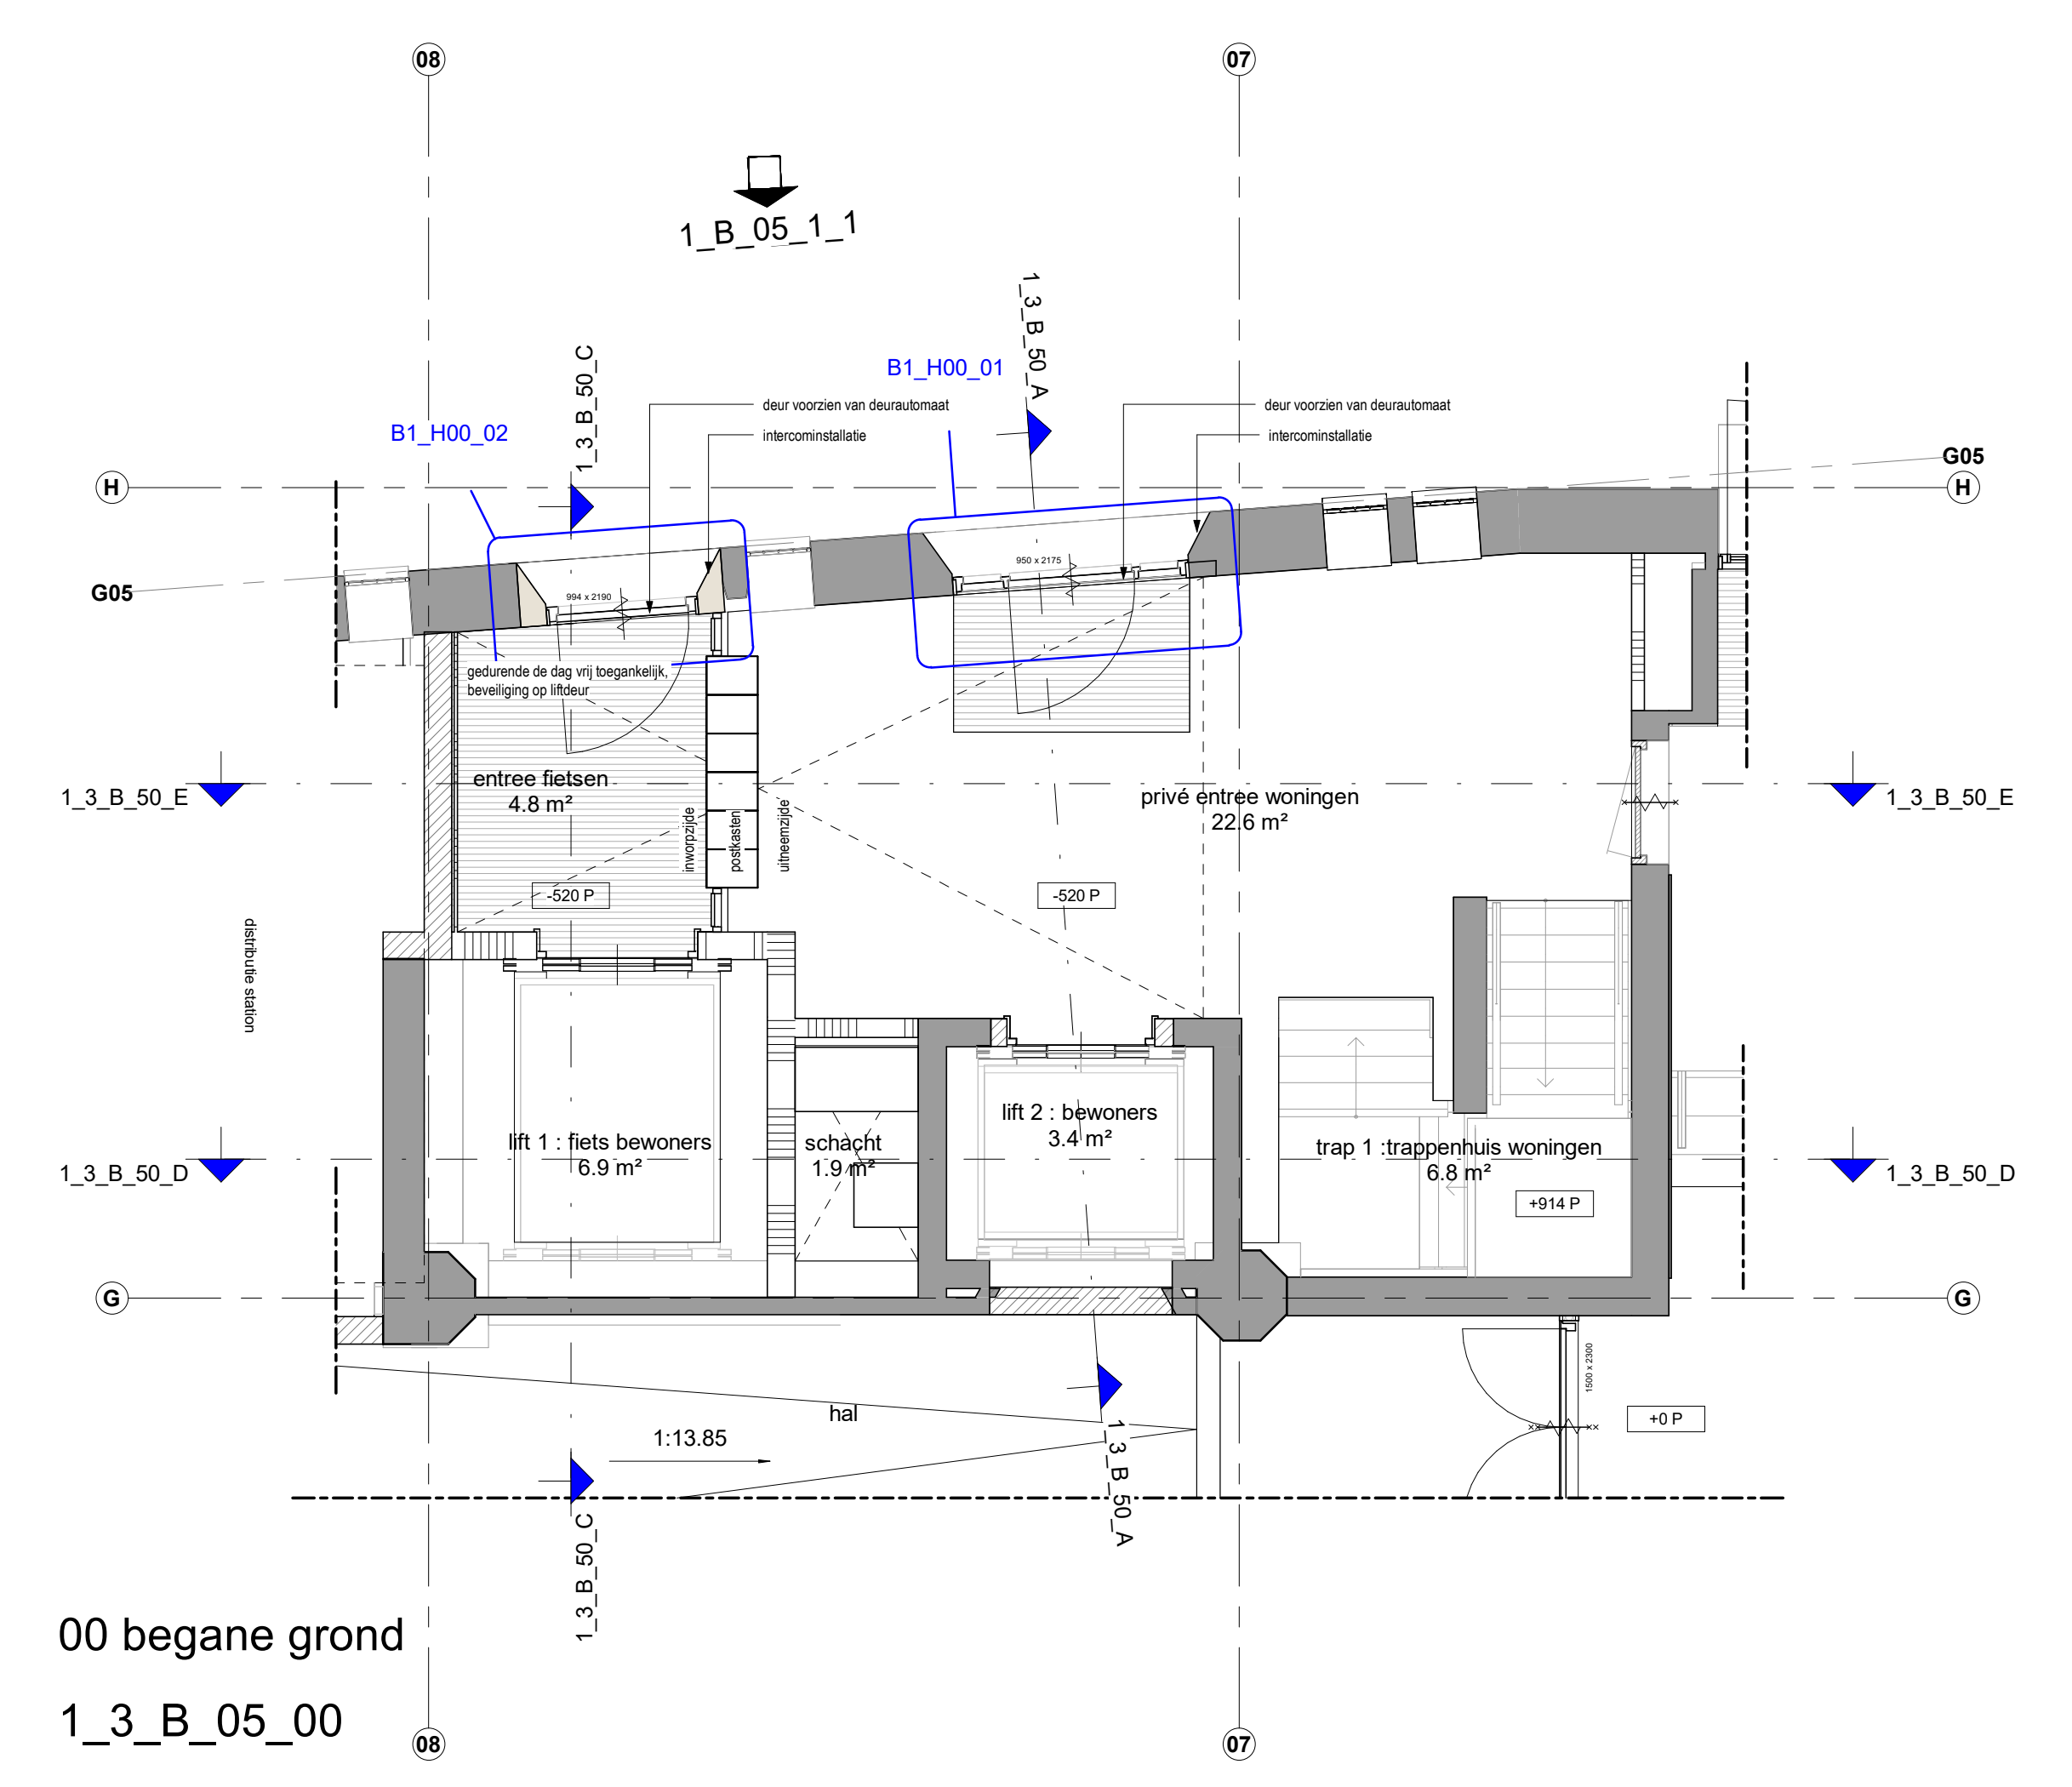 08
07
1_B_05_1_1
1_3_B_50_A
1_3_B_50_C
B1_H00_01
B1_H00_02
deur voorzien van deurautomaat
intercominstallatie
deur voorzien van deurautomaat
intercominstallatie
G05
H
H
G05
994 x 2190
950 x 2175
gedurende de dag vrij toegankelijk,
beveiliging op liftdeur
entree fietsen
4.8 m²
inworpzijde
postkasten
uitneemzijde
privé entree woningen
22.6 m²
1_3_B_50_E
1_3_B_50_E
-520 P
-520 P
distributie station
lift 1 : fiets bewoners
6.9 m²
schacht
1.9 m²
lift 2 : bewoners
3.4 m²
trap 1 :trappenhuis woningen
6.8 m²
1_3_B_50_D
1_3_B_50_D
+914 P
G
G
1500 x 2300
hal
+0 P
1:13.85
1_3_B_50_A
1_3_B_50_C
00 begane grond
1_3_B_05_00
08
07